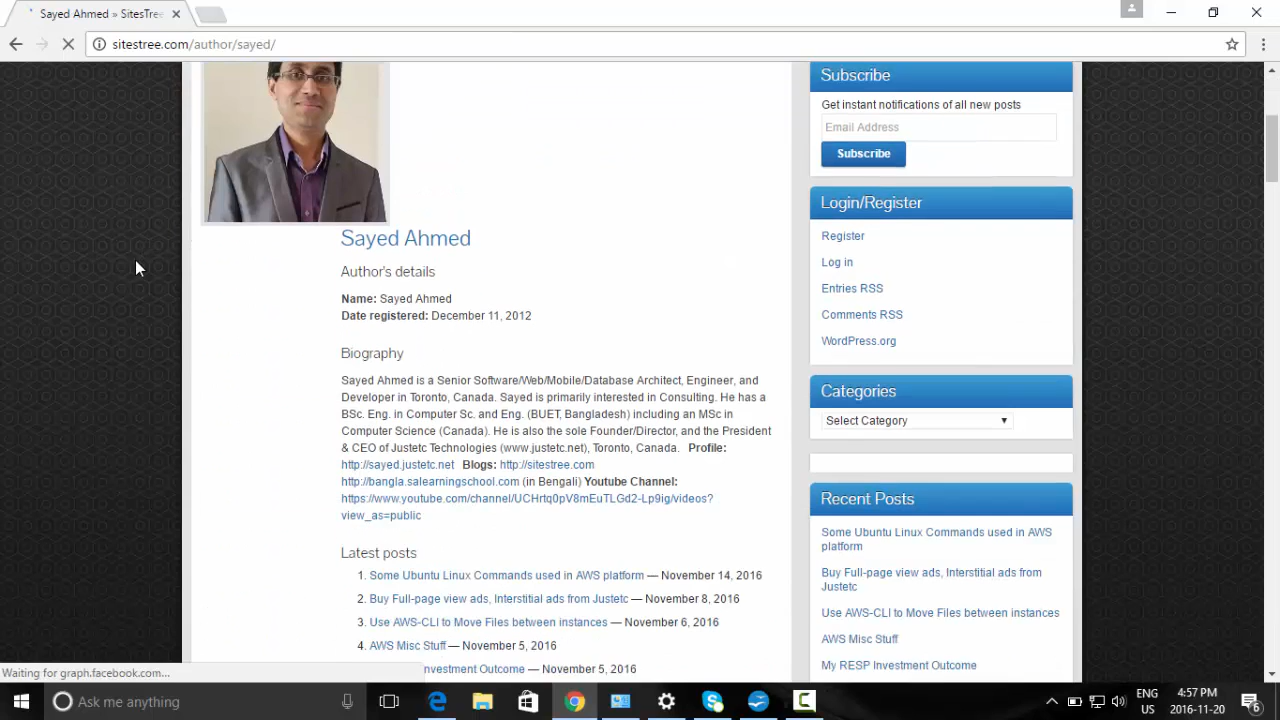 Sayed Ahmed » SitesTree
sitestree.com/author/sayed/
Sayed Ahmed
Author's details
Name: Sayed Ahmed
Date registered: December 11, 2012
Biography
Sayed Ahmed is a Senior Software/Web/Mobile/Database Architect, Engineer, and
Developer in Toronto, Canada. Sayed is primarily interested in Consulting. He has a
BSc. Eng. in Computer Sc. and Eng. (BUET, Bangladesh) including an MSc in
Computer Science (Canada). He is also the sole Founder/Director, and the President
& CEO of Justetc Technologies (www.justetc.net), Toronto, Canada. Profile:
http://sayed.justetc.net Blogs: http://sitestree.com
http://bangla.salearningschool.com (in Bengali) Youtube Channel:
https://www.youtube.com/channel/UCHrtq0pV8mEuTLGd2-Lp9ig/videos?
view_as=public
Latest posts
1. Some Ubuntu Linux Commands used in AWS platform — November 14, 2016
2. Buy Full-page view ads, Interstitial ads from Justetc — November 8, 2016
3. Use AWS-CLI to Move Files between instances — November 6, 2016
4. AWS Misc Stuff — November 5, 2016
nvestment Outcome — November 5, 2016
Subscribe
Get instant notifications of all new posts
Email Address
Subscribe
Login/Register
Register
Log in
Entries RSS
Comments RSS
WordPress.org
Categories
Select Category
Recent Posts
Some Ubuntu Linux Commands used in AWS
platform
Buy Full-page view ads, Interstitial ads from
Justetc
Use AWS-CLI to Move Files between instances
AWS Misc Stuff
My RESP Investment Outcome
Waiting for graph.facebook.com...
Ask me anything
ENG
US
4:57 PM
2016-11-20
6